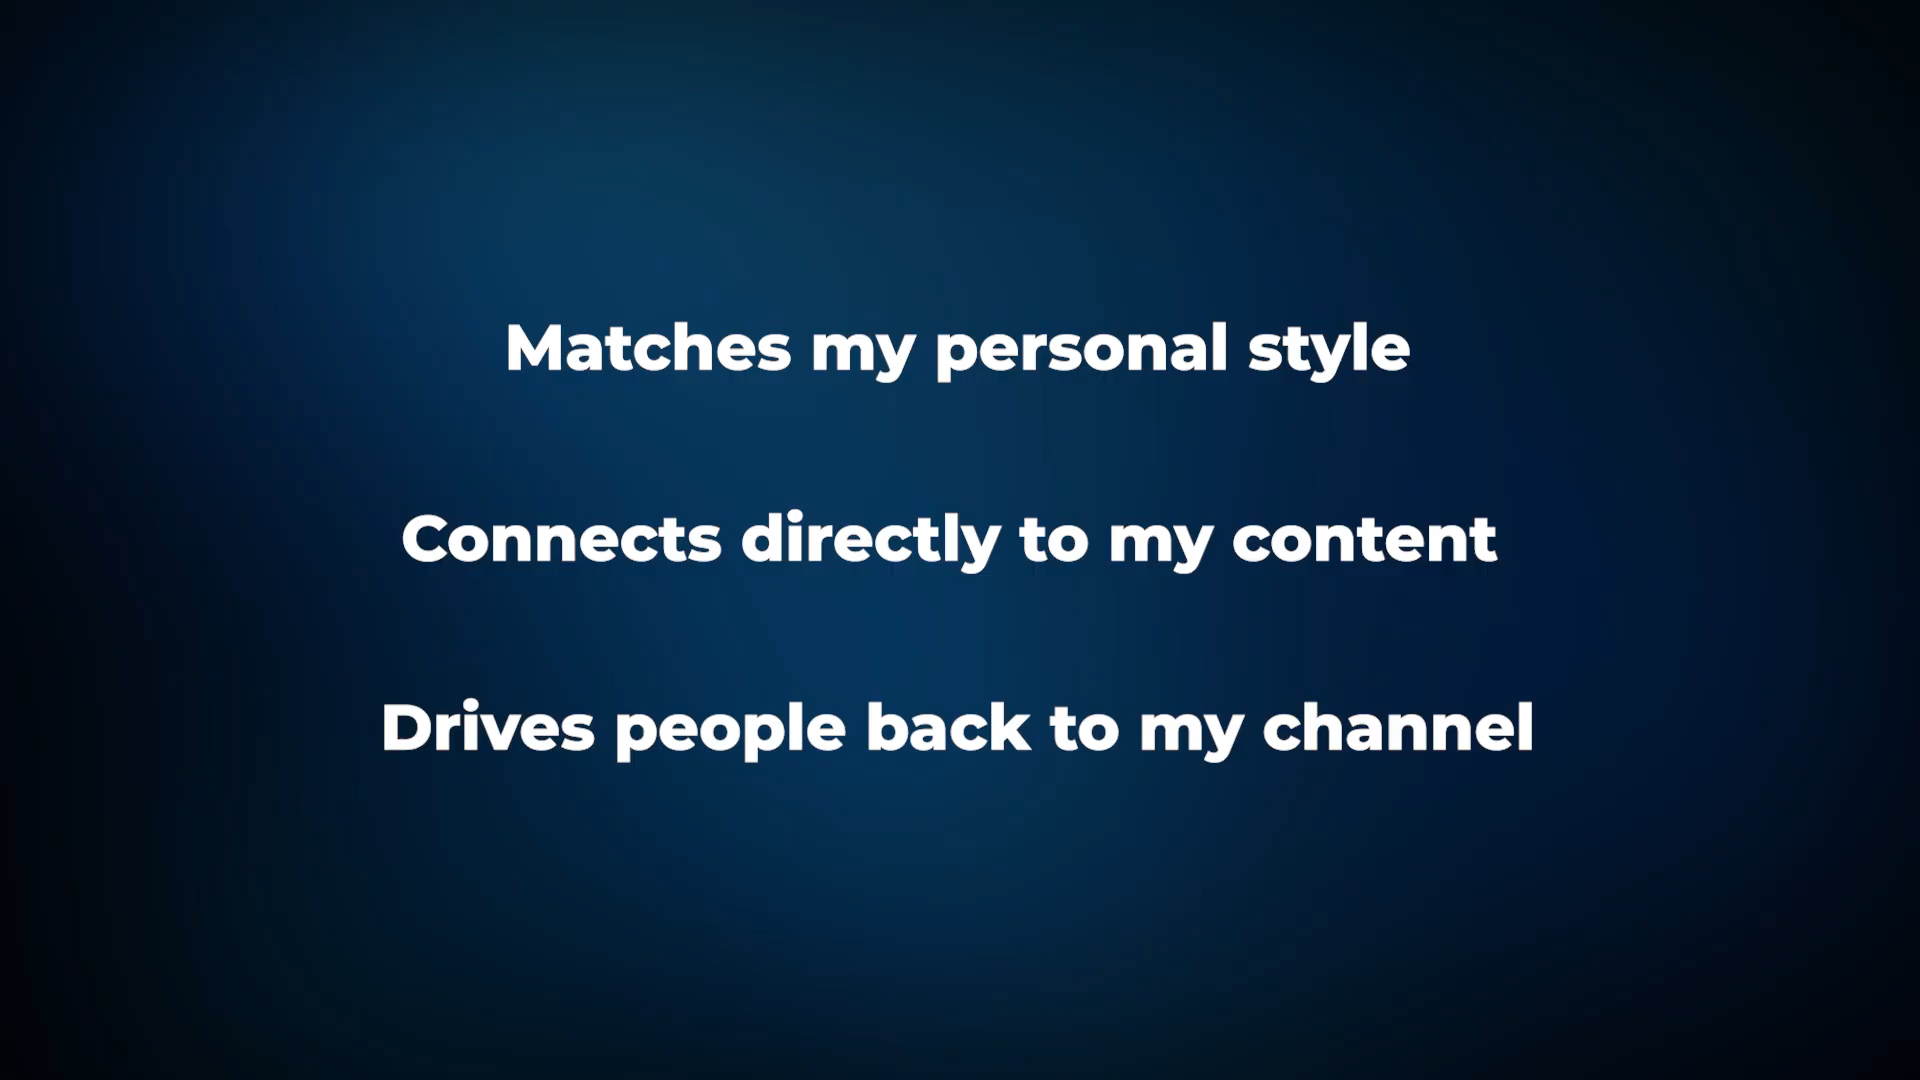 Matches my personal style
Connects directly to my content
Drives people back to my channel